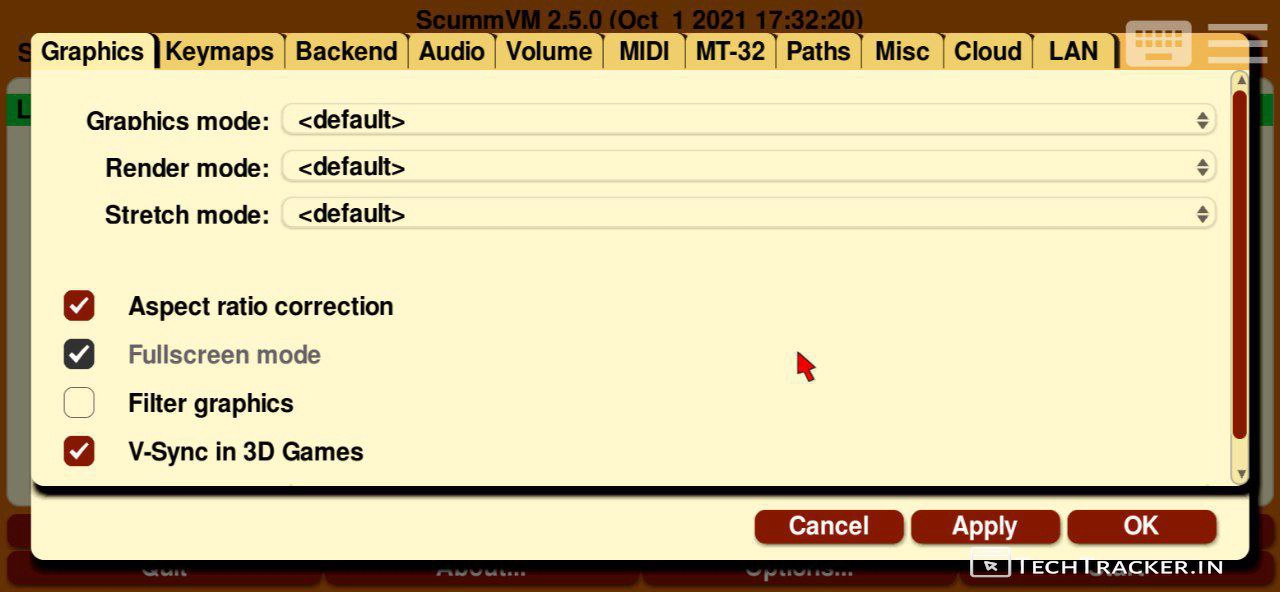 ScummVM 2.5.0 (Oct 1 2021 17:32:20)
Graphics Keymaps Backend Audio Volume MIDI MT-32 Paths Misc Cloud LAN
Graphics mode: <default>
Render mode: <default>
Stretch mode: <default>
Aspect ratio correction
Fullscreen mode
Filter graphics
V-Sync in 3D Games
Cancel Apply OK
Quit About... Options... Start
TECHTRACKER.IN